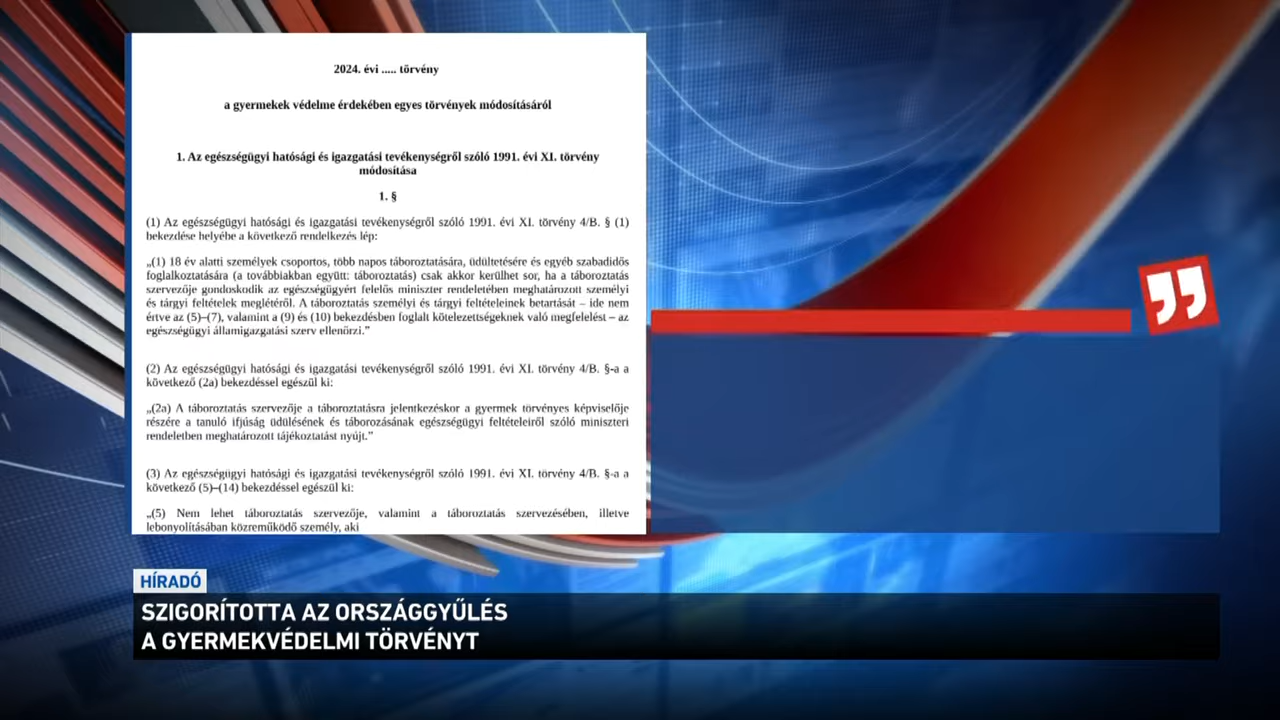 2024. évi ..... törvény
a gyermekek védelme érdekében egyes törvények módosításáról
1. Az egészségügyi hatósági és igazgatási tevékenységről szóló 1991. évi XI. törvény
módosítása
1. §
(1) Az egészségügyi hatósági és igazgatási tevékenységről szóló 1991. évi XI. törvény 4/B. § (1)
bekezdése helyébe a következő rendelkezés lép:
„(1) 18 év alatti személyek csoportos, több napos táboroztatására, üdültetésére és egyéb szabadidős
foglalkoztatására (a továbbiakban együtt: táboroztatás) csak akkor kerülhet sor, ha a táboroztatás
szervezője gondoskodik az egészségügyért felelős miniszter rendeletében meghatározott személyi
és tárgyi feltételek meglétéről. A táboroztatás személyi és tárgyi feltételeinek betartását – ide nem
értve az (5)–(7), valamint a (9) és (10) bekezdésben foglalt kötelezettségeknek való megfelelést – az
egészségügyi államigazgatási szerv ellenőrzi.”
(2) Az egészségügyi hatósági és igazgatási tevékenységről szóló 1991. évi XI. törvény 4/B. §-a a
következő (2a) bekezdéssel egészül ki:
„(2a) A táboroztatás szervezője a táboroztatásra jelentkezéskor a gyermek törvényes képviselője
részére a tanuló ifjúság üdülésének és táborozásának egészségügyi feltételeiről szóló miniszteri
rendeletben meghatározott tájékoztatást nyújt.”
(3) Az egészségügyi hatósági és igazgatási tevékenységről szóló 1991. évi XI. törvény 4/B. §-a a
következő (5)–(14) bekezdéssel egészül ki:
„(5) Nem lehet táboroztatás szervezője, valamint a táboroztatás szervezésében, illetve
lebonyolításában közreműködő személy, aki
HÍRADÓ
SZIGORÍTOTTA AZ ORSZÁGGYŰLÉS
A GYERMEKVÉDELMI TÖRVÉNYT